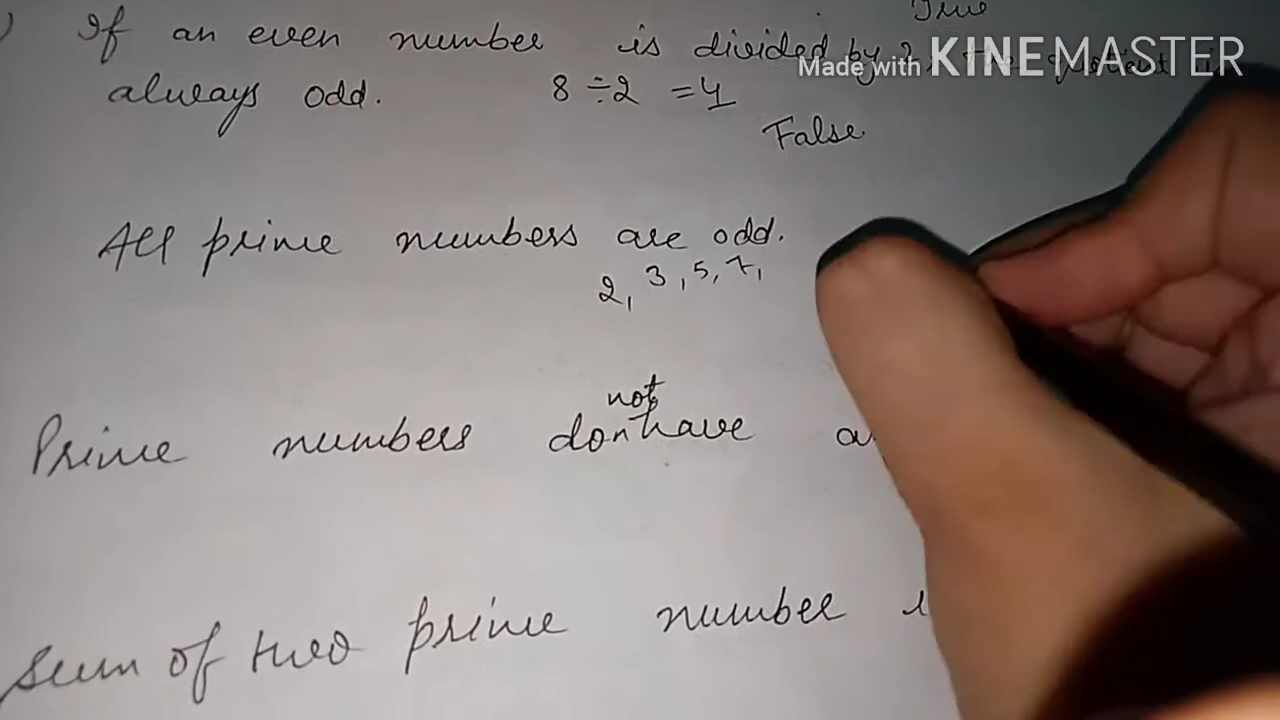 True
If an even number is divided by 2, the quotient is
always odd. 8 ÷ 2 = 4
False
All prime numbers are odd.
2, 3, 5, 7,
not
Prime numbers don have
Sum of two prime number
Made with KINEMASTER